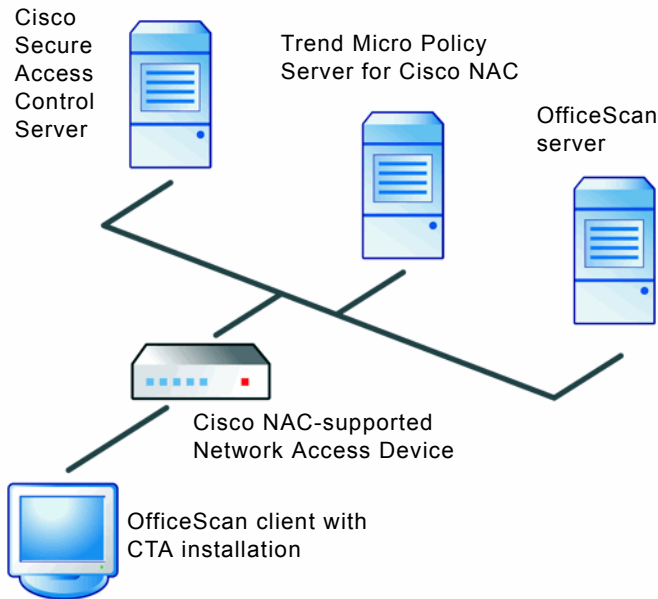 Cisco
Secure
Access
Control
Server
Trend Micro Policy
Server for Cisco NAC
OfficeScan
server
Cisco NAC-supported
Network Access Device
OfficeScan client with
CTA installation